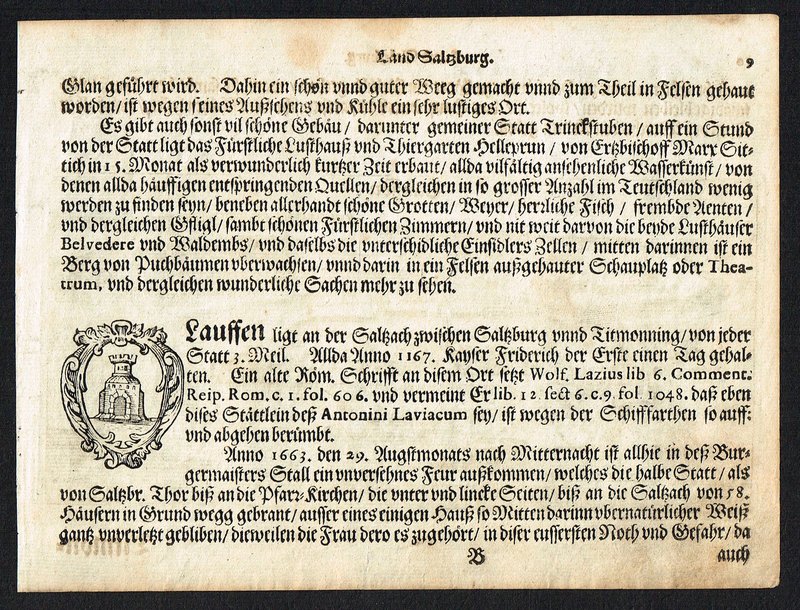 Land Saltzburg. 9
Glan geführt wird. Dahin ein schön vnnd guter Weeg gemacht vnnd zum Theil in Felsen gehaut
worden/ ist wegen seines Außsehens vnd Kühle ein sehr lustiges Ort.
Es gibt auch sonst vil schöne Gebäu/ darunter gemeiner Statt Trinckstuben/ auff ein Stund
von der Statt ligt das Fürstliche Lusthauß vnd Thiergarten Helleprun/ von Ertzbischoff Marx Sit-
tich in 15. Monat als verwunderlich kurtzer Zeit erbaut/ allda vilfältig ansehenliche Wasserkünst/ von
denen allda häuffigen entspringenden Quellen/ dergleichen in so grosser Anzahl im Teutschland wenig
werden zu finden seyn/ beneben allerhandt schöne Grotten/ Weyer/ herrliche Fisch/ frembde Aenten/
vnd dergleichen Gfligl/ sambt schönen Fürstlichen Zimmern/ vnd nit weit darvon die beyde Lusthäuser
Belvedere vnd Waldembs/ vnd daselbs die vnterschidliche Einsidlers Zellen/ mitten darinnen ist ein
Berg von Puchbäumen vberwachsen/ vnnd darin in ein Felsen außgehauter Schauplatz oder Thea-
trum, vnd dergleichen wunderliche Sachen mehr zu sehen.
Lauffen ligt an der Saltzach zwischen Saltzburg vnnd Titmonning/ von jeder
Statt 3. Meil. Allda Anno 1167. Kayser Friderich der Erste einen Tag gehal-
ten. Ein alte Röm. Schrifft an disem Ort setzt Wolf. Lazius lib 6. Comment.
Reip. Rom. c. 1. fol. 606. vnd vermeint Er lib. 12. sect 6. c. 9. fol. 1048. daß eben
dises Stättlein deß Antonini Laviacum sey/ ist wegen der Schifffarthen so auff-
vnd abgehen berümbt.
Anno 1663. den 29. Augstmonats nach Mitternacht ist allhie in deß Bur-
germaisters Stall ein vnversehnes Feur außkommen/ welches die halbe Statt/ als
von Saltzbr. Thor biß an die Pfarz-Kirchen/ die vnter vnd lincke Seiten/ biß an die Saltzach von 58.
Häusern in Grund wegg gebrant/ ausser eines einigen Hauß so Mitten darinn vbernatürlicher Weiß
gantz vnverletzt gebliben/ dieweilen die Frau dero es zugehört/ in diser eussersten Noth vnd Gefahr/ da
B auch